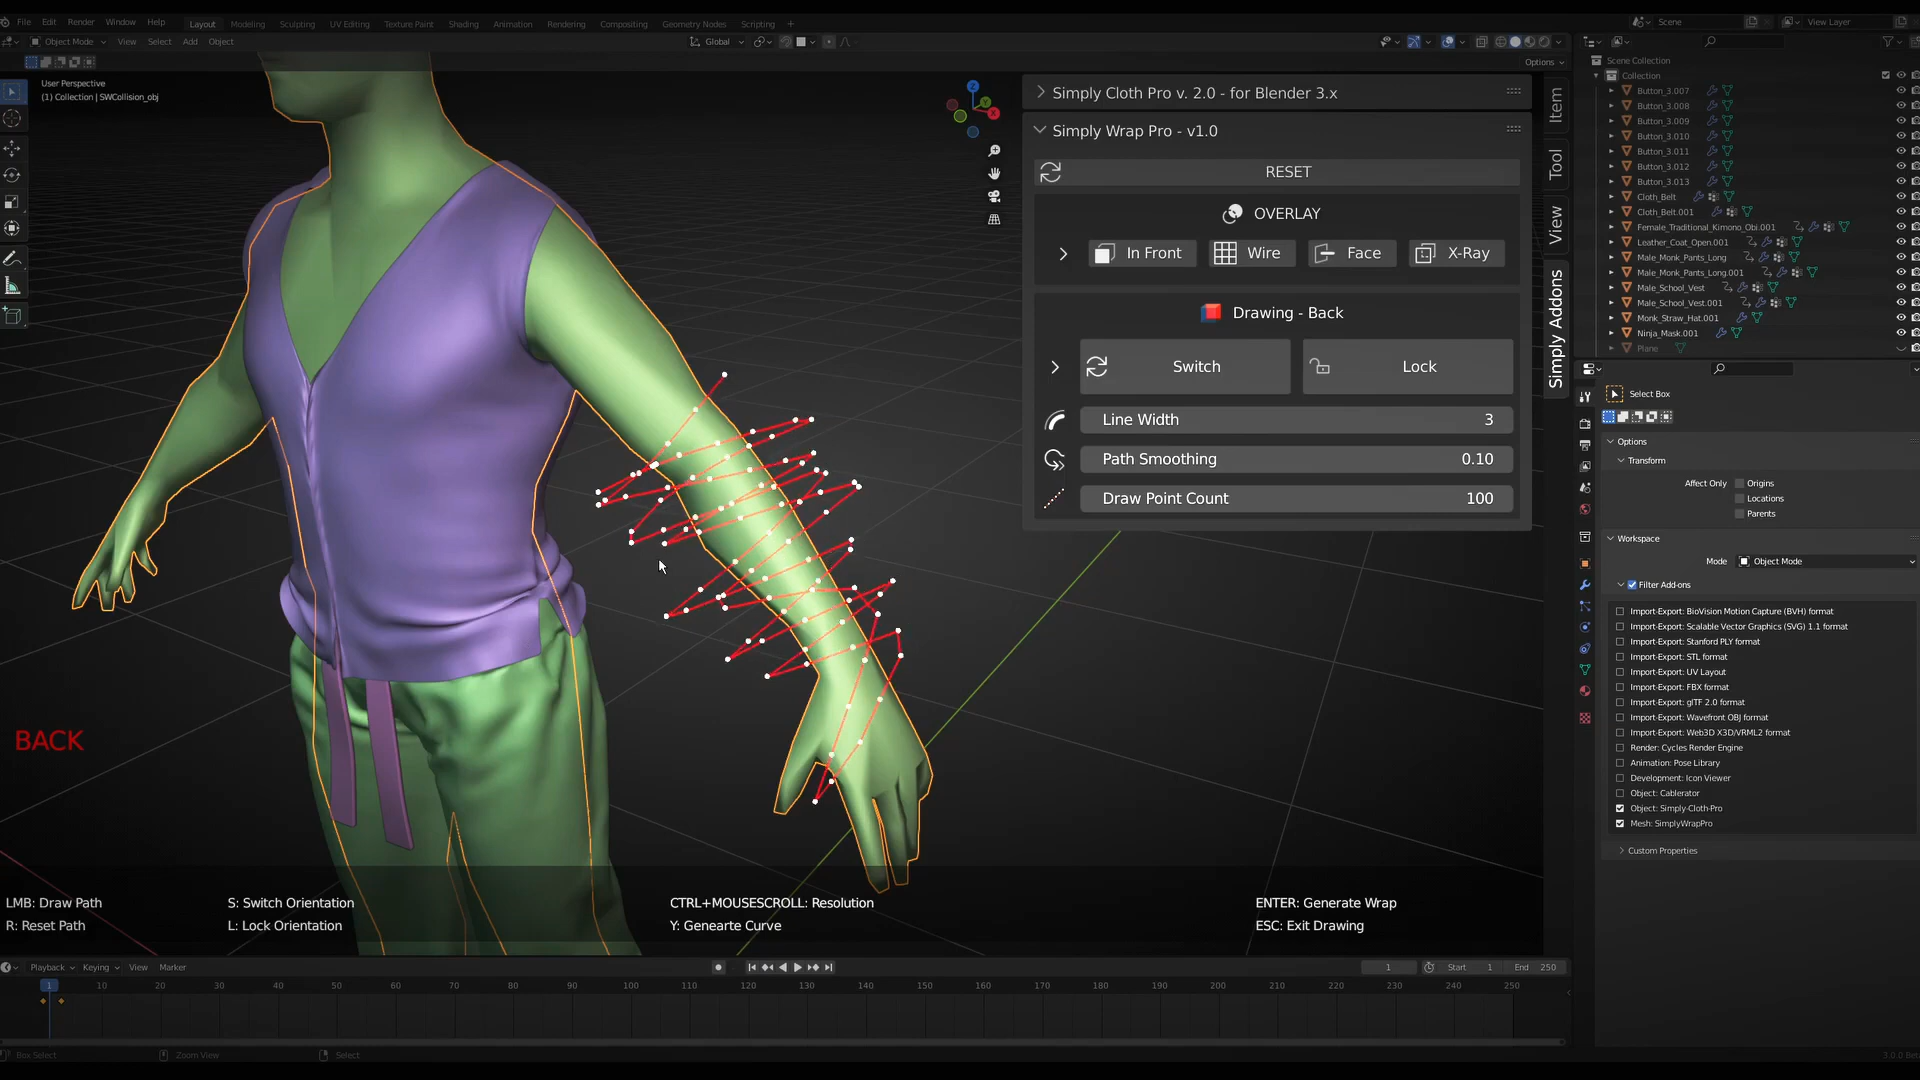 File Edit Render Window Help Layout Modeling Sculpting UV Editing Texture Paint Shading Animation Rendering Compositing Geometry Nodes Scripting + Scene View Layer
Object Mode View Select Add Object Global
Options
User Perspective
(1) Collection | SWCollision_obj
BACK
LMB: Draw Path
R: Reset Path
S: Switch Orientation
L: Lock Orientation
CTRL+MOUSESCROLL: Resolution
Y: Genearte Curve
ENTER: Generate Wrap
ESC: Exit Drawing
Simply Cloth Pro v. 2.0 - for Blender 3.x
Simply Wrap Pro - v1.0
RESET
OVERLAY
In Front Wire Face X-Ray
Drawing - Back
Switch Lock
Line Width 3
Path Smoothing 0.10
Draw Point Count 100
Item
Tool
View
Simply Addons
Scene Collection
Collection
Button_3.007
Button_3.008
Button_3.009
Button_3.010
Button_3.011
Button_3.012
Button_3.013
Cloth_Belt
Cloth_Belt.001
Female_Traditional_Kimono_Obi.001
Leather_Coat_Open.001
Male_Monk_Pants_Long
Male_Monk_Pants_Long.001
Male_School_Vest
Male_School_Vest.001
Monk_Straw_Hat.001
Ninja_Mask.001
Plane
Select Box
Options
Transform
Affect Only Origins
Locations
Parents
Workspace
Mode Object Mode
Filter Add-ons
Import-Export: BioVision Motion Capture (BVH) format
Import-Export: Scalable Vector Graphics (SVG) 1.1 format
Import-Export: Stanford PLY format
Import-Export: STL format
Import-Export: UV Layout
Import-Export: FBX format
Import-Export: glTF 2.0 format
Import-Export: Wavefront OBJ format
Import-Export: Web3D X3D/VRML2 format
Render: Cycles Render Engine
Animation: Pose Library
Development: Icon Viewer
Object: Cablerator
Object: Simply-Cloth-Pro
Mesh: SimplyWrapPro
Custom Properties
Playback Keying View Marker 1 Start 1 End 250
1 10 20 30 40 50 60 70 80 90 100 110 120 130 140 150 160 170 180 190 200 210 220 230 240 250
Box Select Zoom View Select